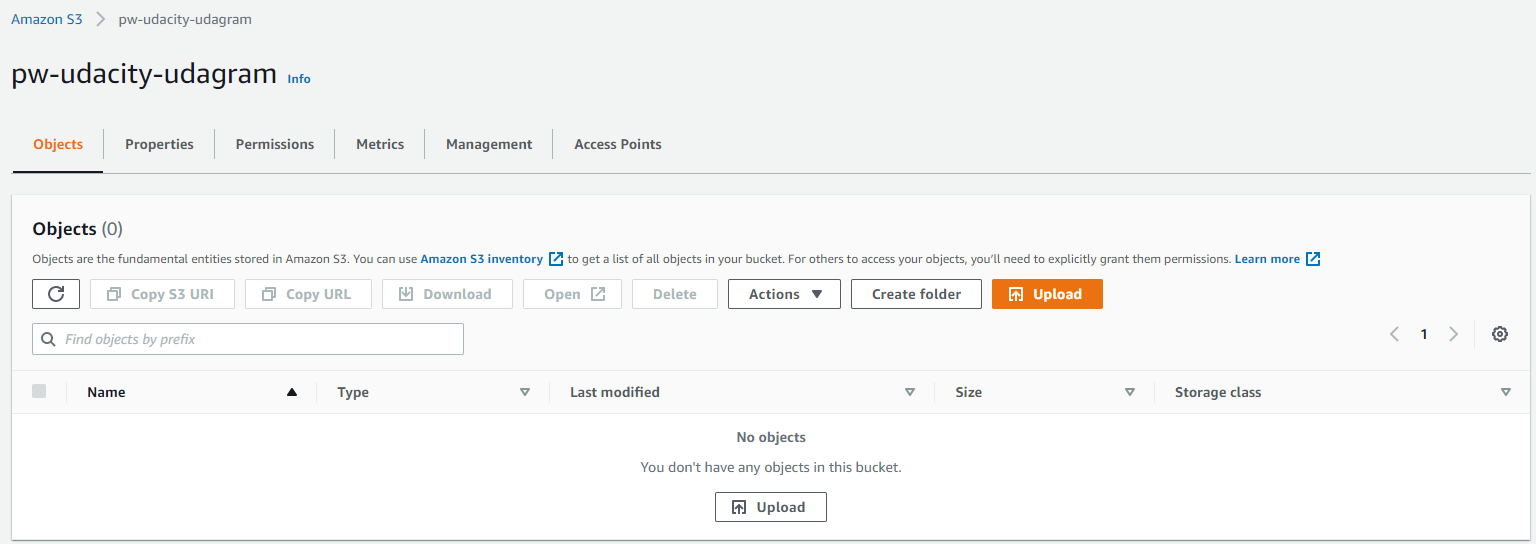 Amazon S3 pw-udacity-udagram
pw-udacity-udagram Info
Objects Properties Permissions Metrics Management Access Points
Objects (0)
Objects are the fundamental entities stored in Amazon S3. You can use Amazon S3 inventory to get a list of all objects in your bucket. For others to access your objects, you'll need to explicitly grant them permissions. Learn more
Copy S3 URI Copy URL Download Open Delete Actions Create folder Upload
Find objects by prefix 1
Name Type Last modified Size Storage class
No objects
You don't have any objects in this bucket.
Upload